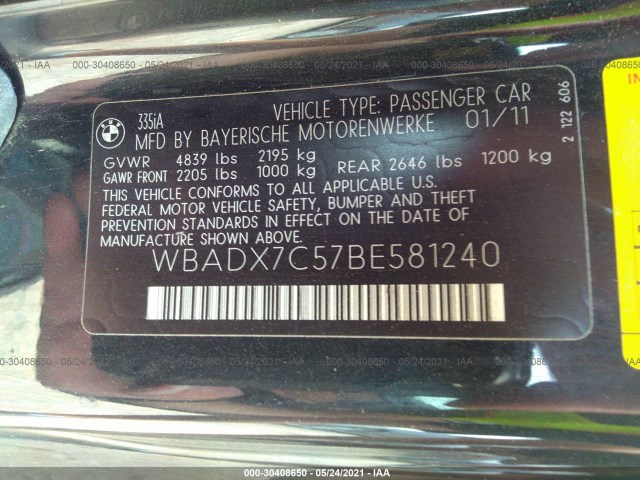 000-30408650 - 05/24/2021 - IAA
335iA
VEHICLE TYPE: PASSENGER CAR
MFD BY BAYERISCHE MOTORENWERKE 01/11
GVWR 4839 lbs 2195 kg
GAWR FRONT 2205 lbs 1000 kg REAR 2646 lbs 1200 kg
THIS VEHICLE CONFORMS TO ALL APPLICABLE U.S.
FEDERAL MOTOR VEHICLE SAFETY, BUMPER AND THEFT
PREVENTION STANDARDS IN EFFECT ON THE DATE OF
MANUFACTURE SHOWN ABOVE.
WBADX7C57BE581240
2 122 606
000-30408650 - 05/24/2021 - IAA
000-30408650 - 05/24/2021 - IAA